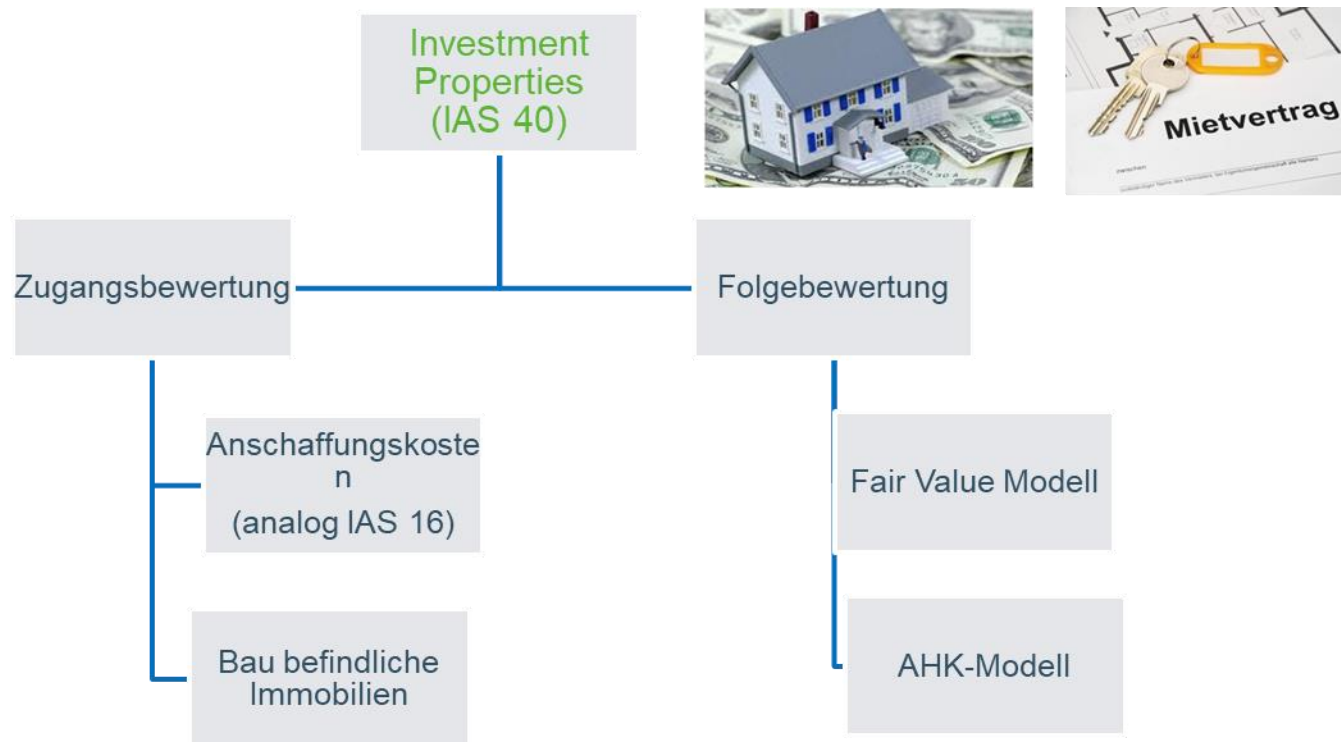 Investment
Properties
(IAS 40)
Mietvertrag
zwischen
Zugangsbewertung
Folgebewertung
Anschaffungskoste
n
(analog IAS 16)
Fair Value Modell
Bau befindliche
Immobilien
AHK-Modell